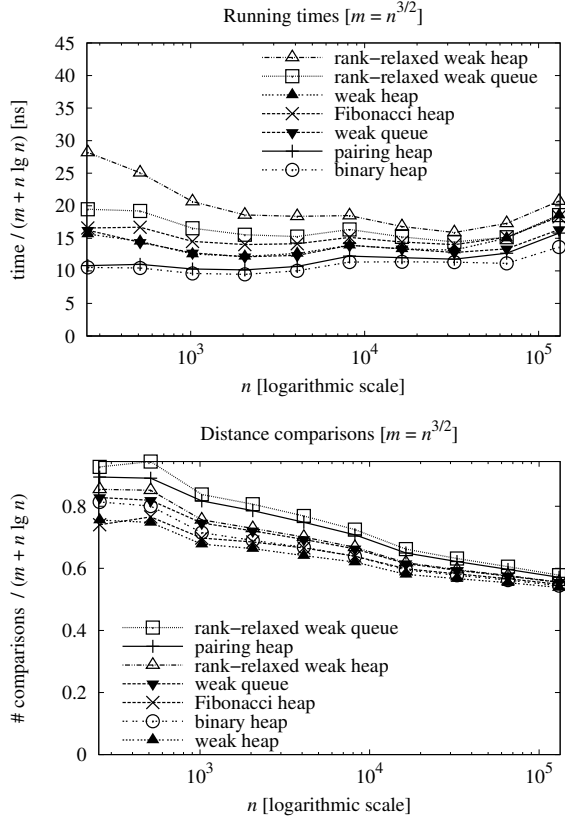 Running times [m = n^3/2]
45
40
35
30
25
20
15
10
5
0
time / (m + n lg n) [ns]
rank−relaxed weak heap
rank−relaxed weak queue
weak heap
Fibonacci heap
weak queue
pairing heap
binary heap
10^3
10^4
10^5
n [logarithmic scale]
Distance comparisons [m = n^3/2]
0.8
0.6
0.4
0.2
0
# comparisons / (m + n lg n)
rank−relaxed weak queue
pairing heap
rank−relaxed weak heap
weak queue
Fibonacci heap
binary heap
weak heap
10^3
10^4
10^5
n [logarithmic scale]